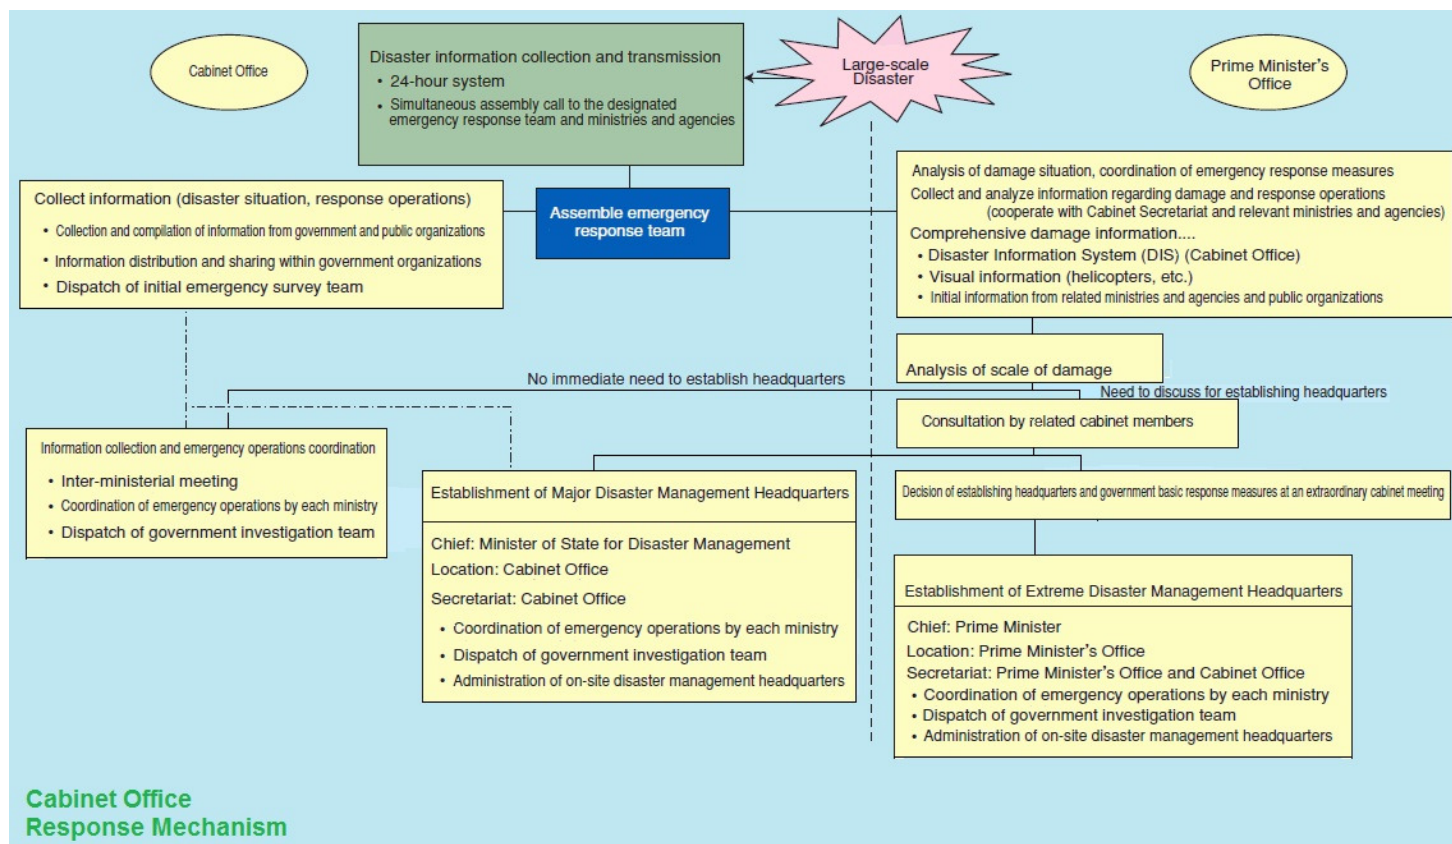 Cabinet Office
Disaster information collection and transmission
• 24-hour system
• Simultaneous assembly call to the designated
emergency response team and ministries and agencies
Large-scale
Disaster
Prime Minister's
Office
Collect information (disaster situation, response operations)
• Collection and compilation of information from government and public organizations
• Information distribution and sharing within government organizations
• Dispatch of initial emergency survey team
Assemble emergency
response team
Analysis of damage situation, coordination of emergency response measures
Collect and analyze information regarding damage and response operations
(cooperate with Cabinet Secretariat and relevant ministries and agencies)
Comprehensive damage information....
• Disaster Information System (DIS) (Cabinet Office)
• Visual information (helicopters, etc.)
• Initial information from related ministries and agencies and public organizations
Analysis of scale of damage
No immediate need to establish headquarters
Need to discuss for establishing headquarters
Consultation by related cabinet members
Information collection and emergency operations coordination
• Inter-ministerial meeting
• Coordination of emergency operations by each ministry
• Dispatch of government investigation team
Establishment of Major Disaster Management Headquarters
Chief: Minister of State for Disaster Management
Location: Cabinet Office
Secretariat: Cabinet Office
• Coordination of emergency operations by each ministry
• Dispatch of government investigation team
• Administration of on-site disaster management headquarters
Decision of establishing headquarters and government basic response measures at an extraordinary cabinet meeting
Establishment of Extreme Disaster Management Headquarters
Chief: Prime Minister
Location: Prime Minister's Office
Secretariat: Prime Minister's Office and Cabinet Office
• Coordination of emergency operations by each ministry
• Dispatch of government investigation team
• Administration of on-site disaster management headquarters
Cabinet Office
Response Mechanism